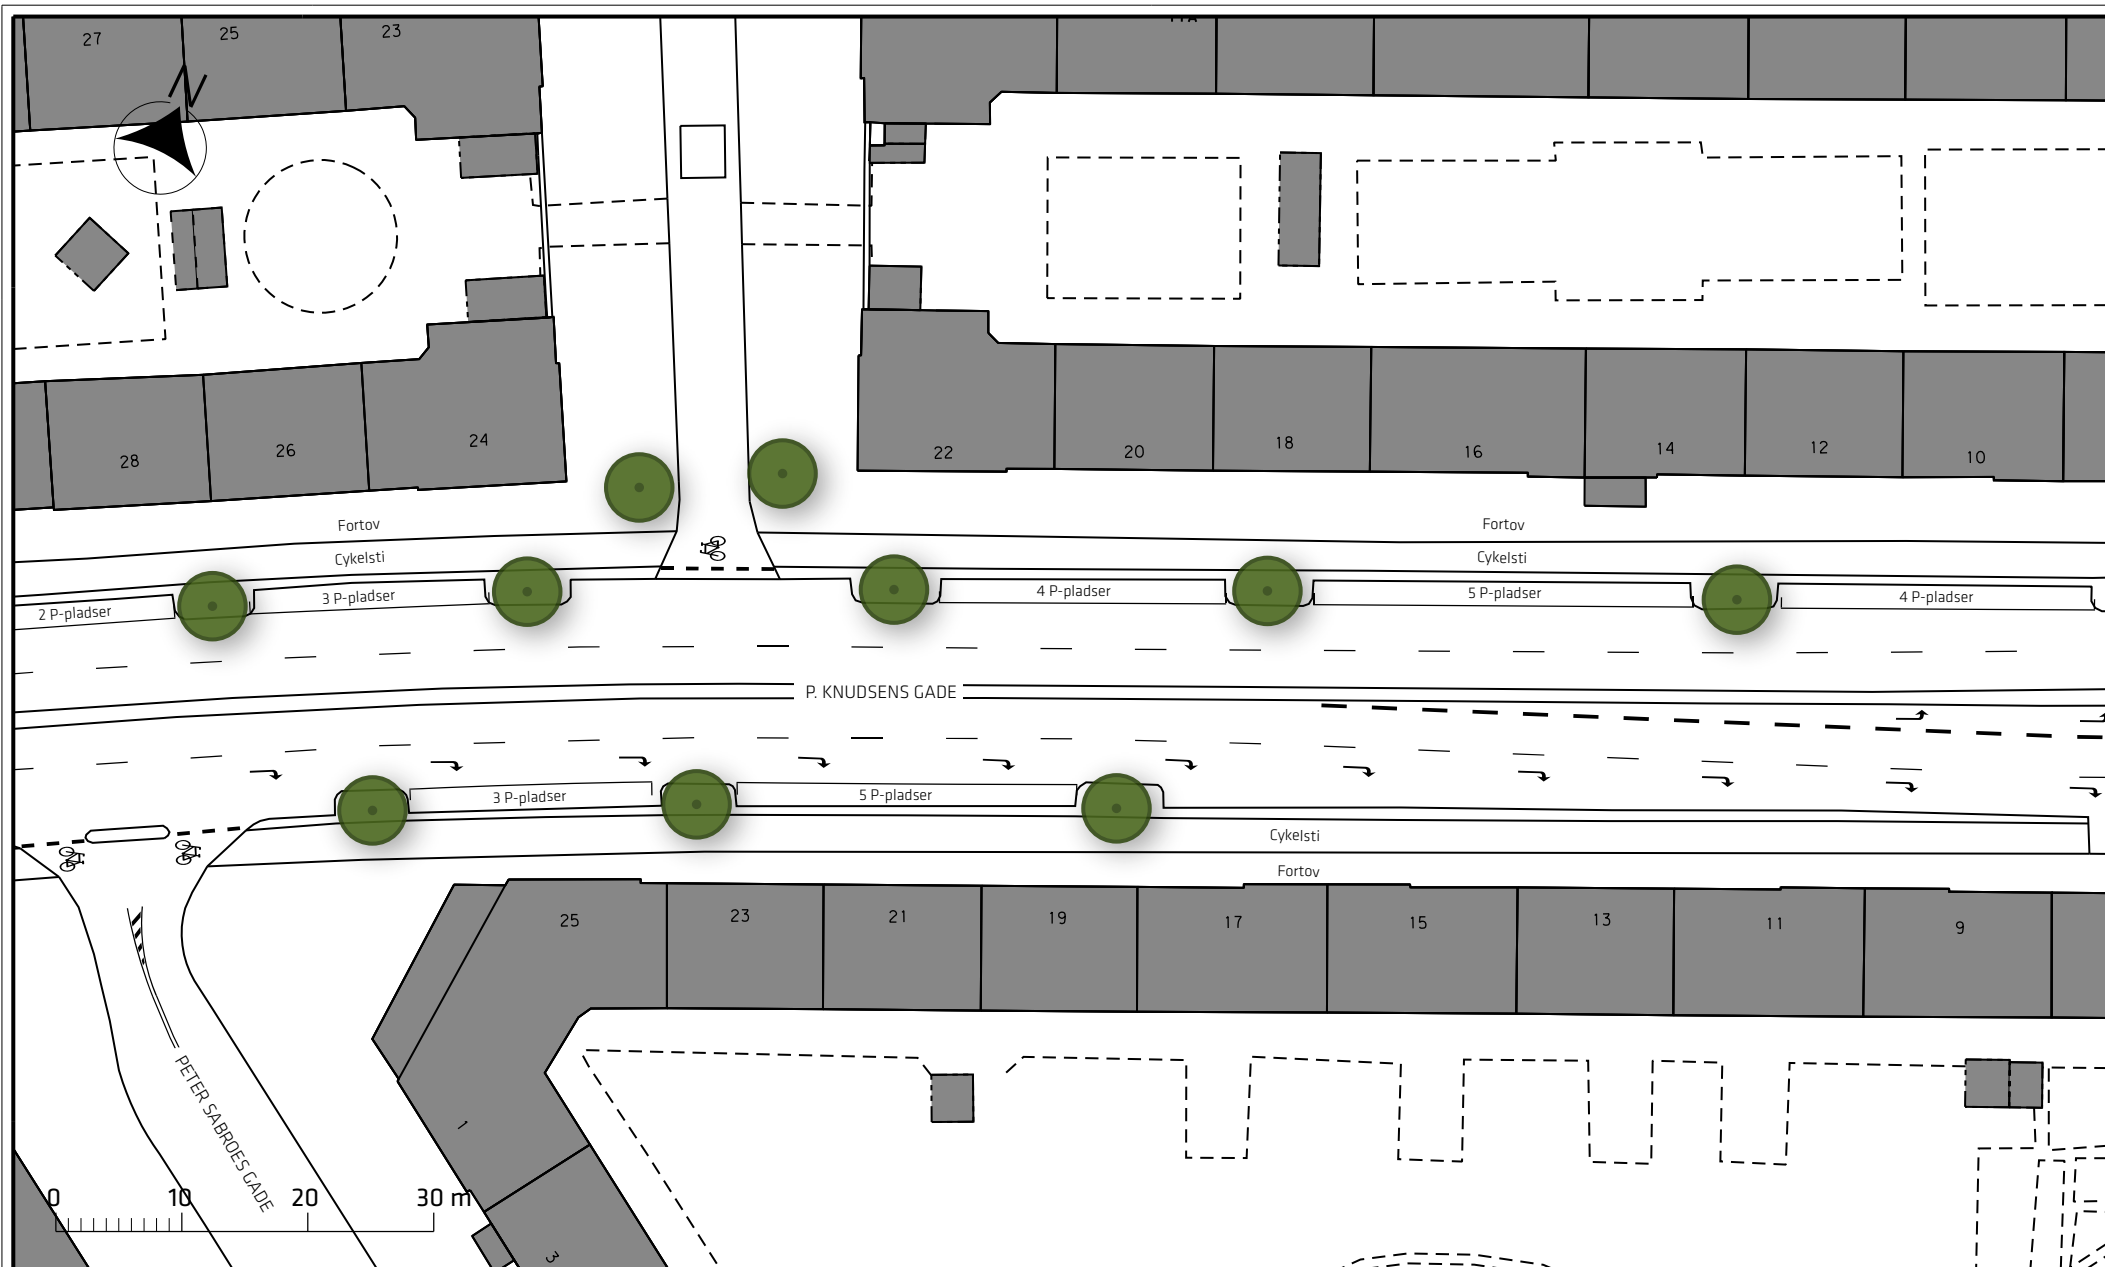 27 25 23
N
28 26 24 22 20 18 16 14 12 10
Fortov Fortov
Cykelsti Cykelsti
2 P-pladser 3 P-pladser 4 P-pladser 5 P-pladser 4 P-pladser
P. KNUDSENS GADE
3 P-pladser 5 P-pladser
Cykelsti
Fortov
25 23 21 19 17 15 13 11 9
PETER SABROES GADE
1
0 10 20 30 m
3